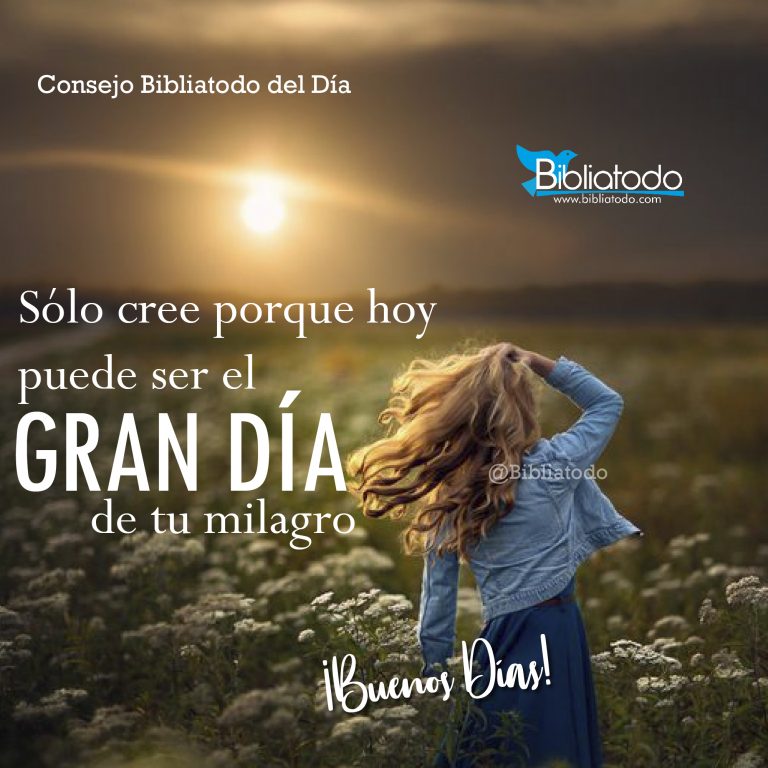 Consejo Bibliatodo del Día
Bibliatodo
www.bibliatodo.com
Sólo cree porque hoy
puede ser el
GRAN DÍA
de tu milagro
@Bibliatodo
¡Buenos Días!